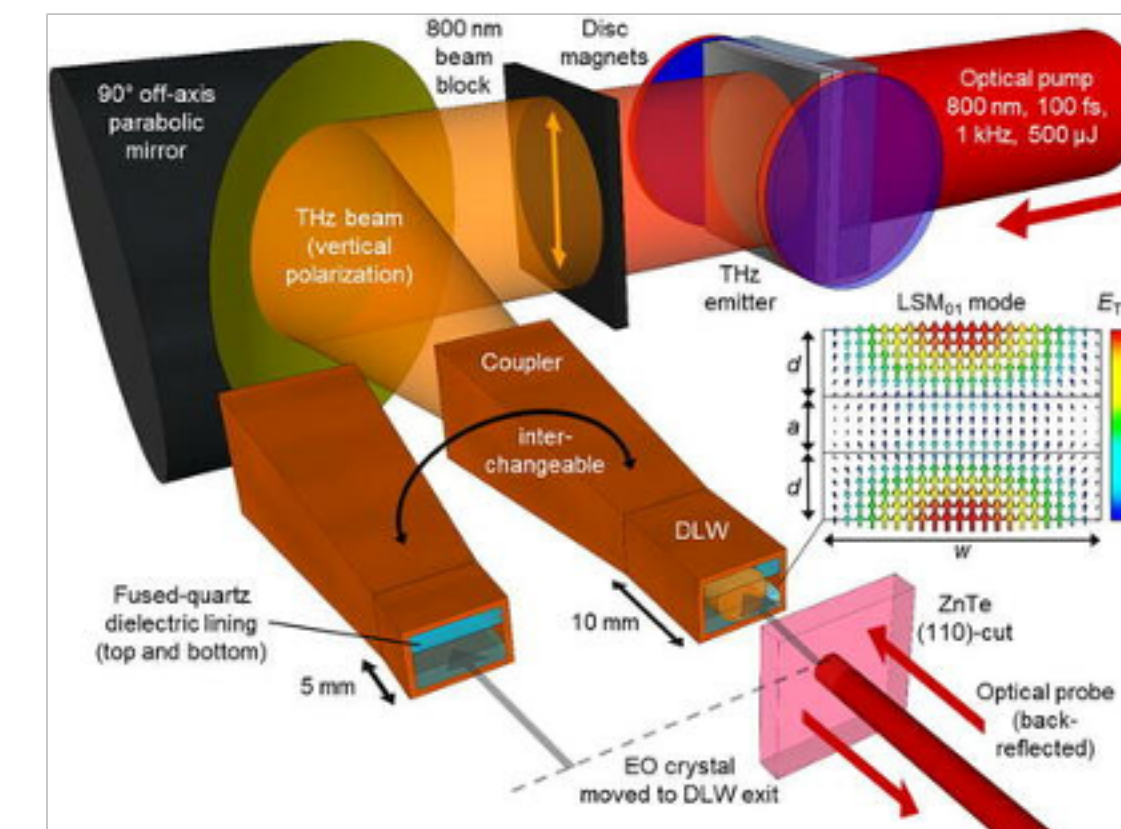 90° off-axis
parabolic
mirror
800 nm
beam
block
Disc
magnets
Optical pump
800 nm, 100 fs,
1 kHz, 500 µJ
THz beam
(vertical
polarization)
THz
emitter
LSM01 mode
E
d
a
d
w
Coupler
inter-
changeable
DLW
Fused-quartz
dielectric lining
(top and bottom)
5 mm
10 mm
ZnTe
(110)-cut
Optical probe
(back-
reflected)
EO crystal
moved to DLW exit